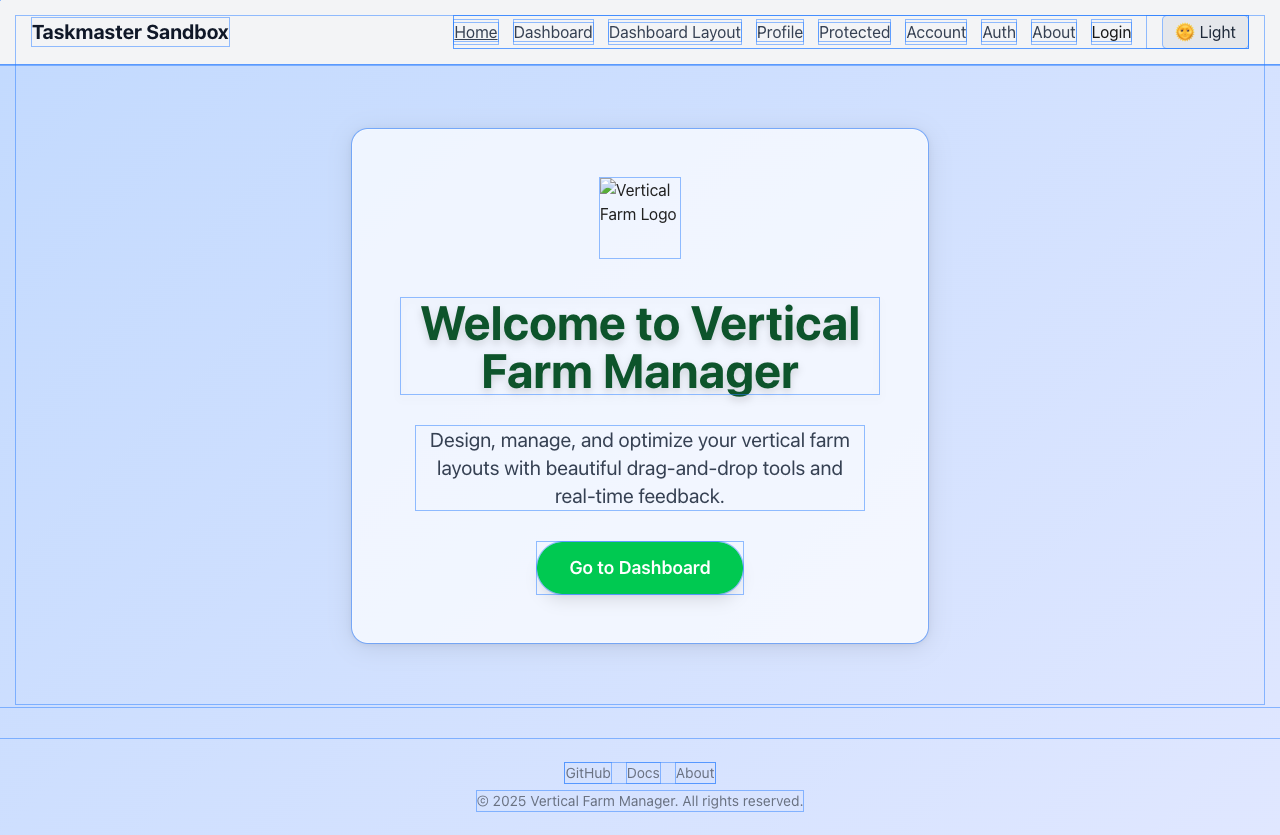 Taskmaster Sandbox
Home Dashboard Dashboard Layout Profile Protected Account Auth About Login 🌞 Light
Vertical
Farm Logo
Welcome to Vertical
Farm Manager
Design, manage, and optimize your vertical farm
layouts with beautiful drag-and-drop tools and
real-time feedback.
Go to Dashboard
GitHub Docs About
© 2025 Vertical Farm Manager. All rights reserved.